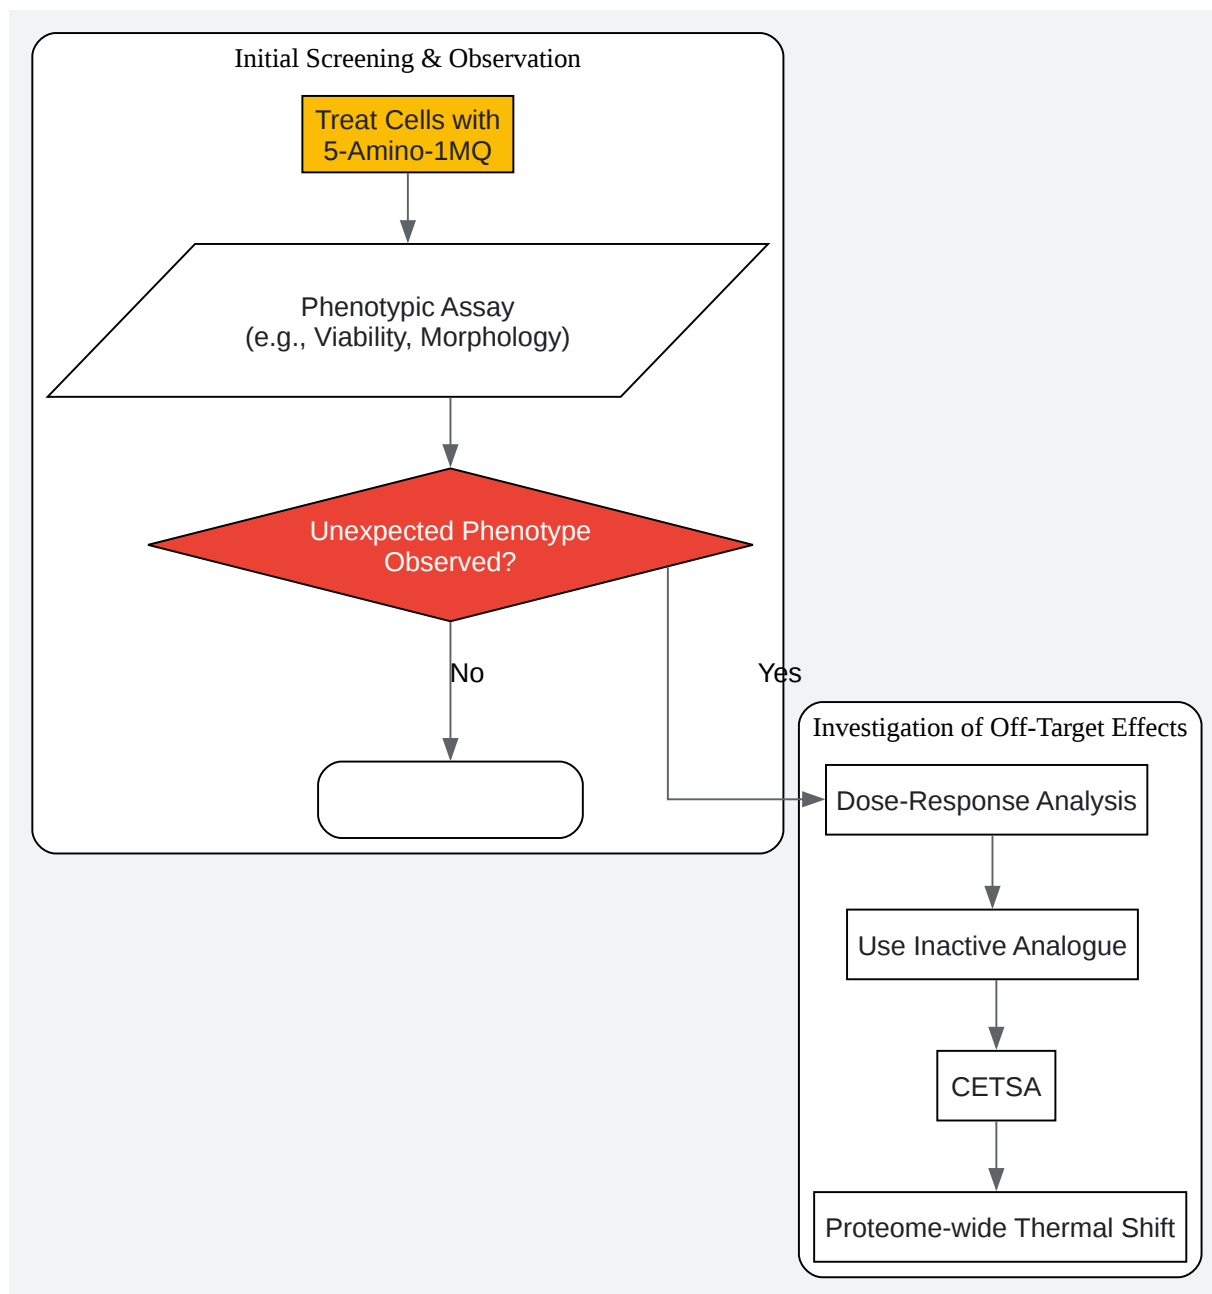 Initial Screening & Observation
Treat Cells with
5-Amino-1MQ
Phenotypic Assay
(e.g., Viability, Morphology)
Unexpected Phenotype
Observed?
No
Yes
Investigation of Off-Target Effects
Dose-Response Analysis
Use Inactive Analogue
CETSA
Proteome-wide Thermal Shift